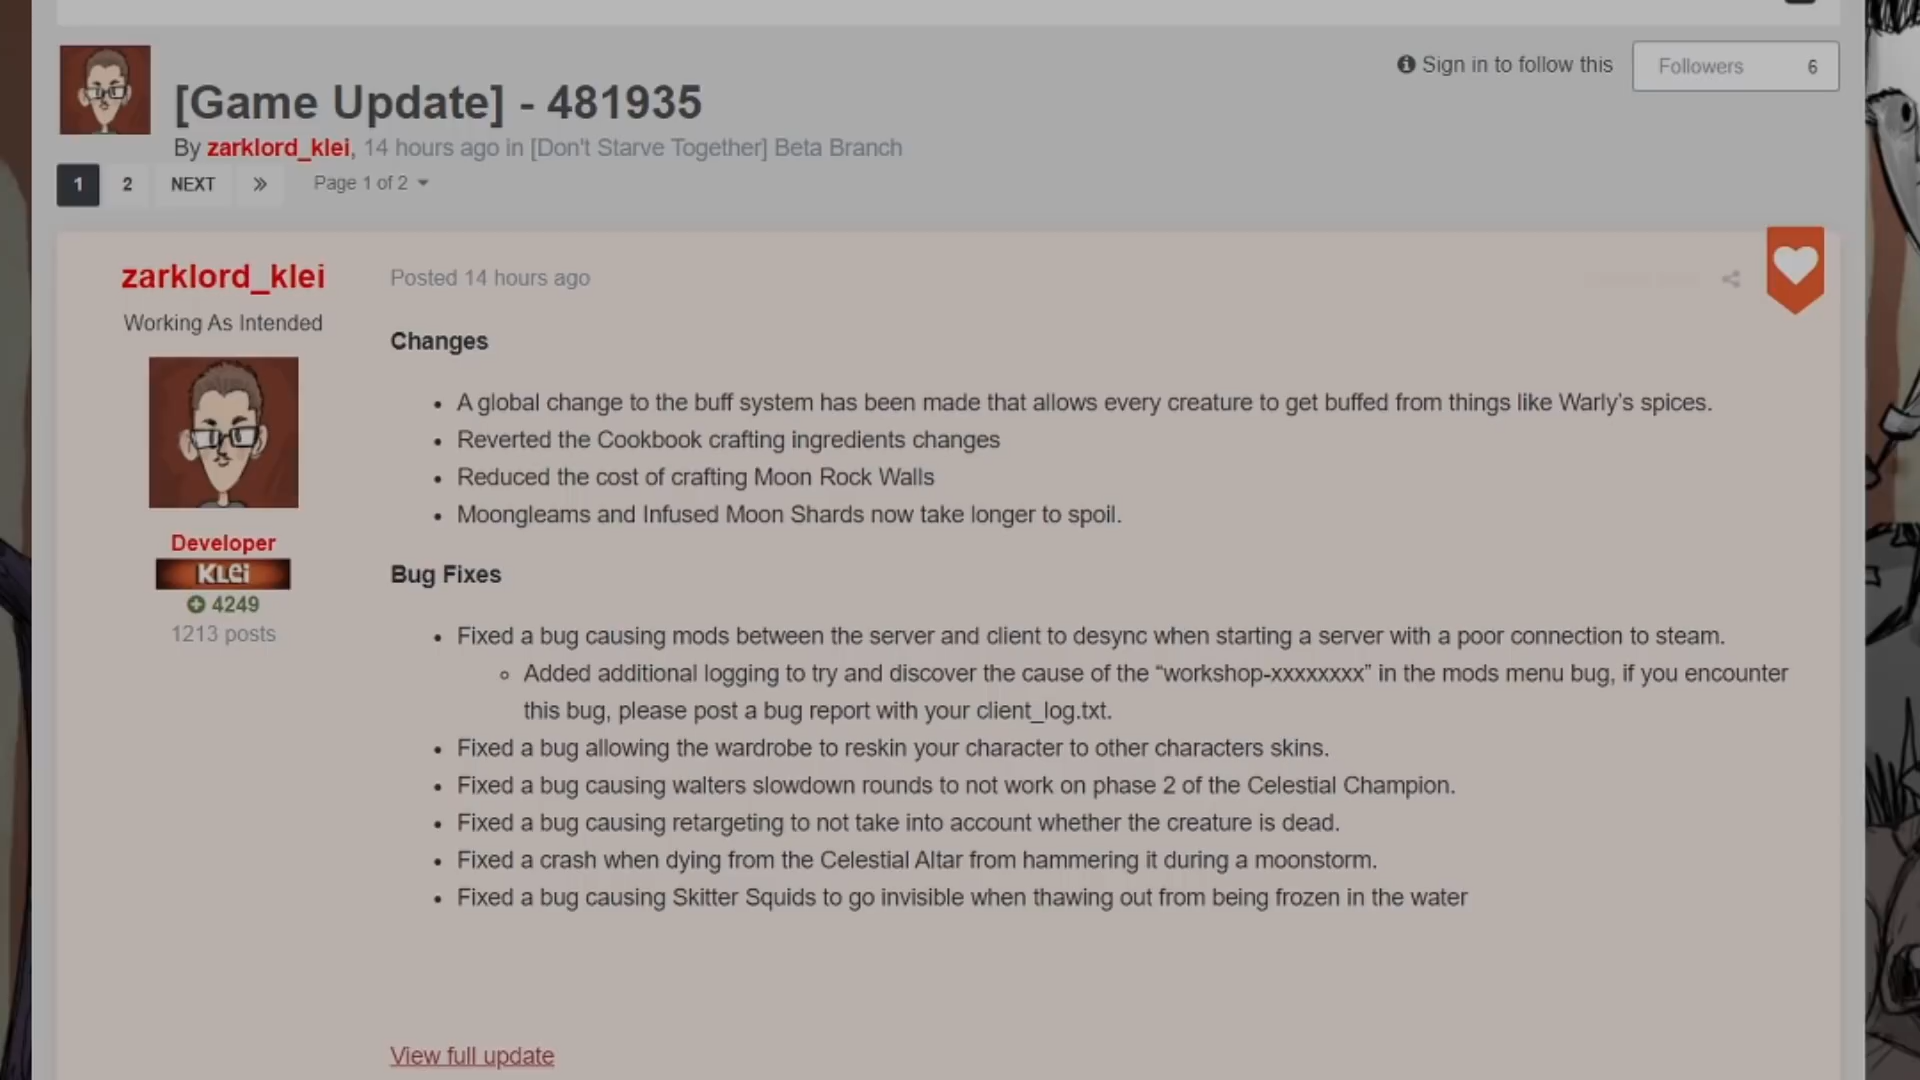 Sign in to follow this
Followers 6
[Game Update] - 481935
By zarklord_klei, 14 hours ago in [Don't Starve Together] Beta Branch
1 2 NEXT » Page 1 of 2
zarklord_klei
Working As Intended
Developer
KLei
4249
1213 posts
Posted 14 hours ago
Changes
• A global change to the buff system has been made that allows every creature to get buffed from things like Warly's spices.
• Reverted the Cookbook crafting ingredients changes
• Reduced the cost of crafting Moon Rock Walls
• Moongleams and Infused Moon Shards now take longer to spoil.
Bug Fixes
• Fixed a bug causing mods between the server and client to desync when starting a server with a poor connection to steam.
◦ Added additional logging to try and discover the cause of the “workshop-xxxxxxxx” in the mods menu bug, if you encounter
this bug, please post a bug report with your client_log.txt.
• Fixed a bug allowing the wardrobe to reskin your character to other characters skins.
• Fixed a bug causing walters slowdown rounds to not work on phase 2 of the Celestial Champion.
• Fixed a bug causing retargeting to not take into account whether the creature is dead.
• Fixed a crash when dying from the Celestial Altar from hammering it during a moonstorm.
• Fixed a bug causing Skitter Squids to go invisible when thawing out from being frozen in the water
View full update